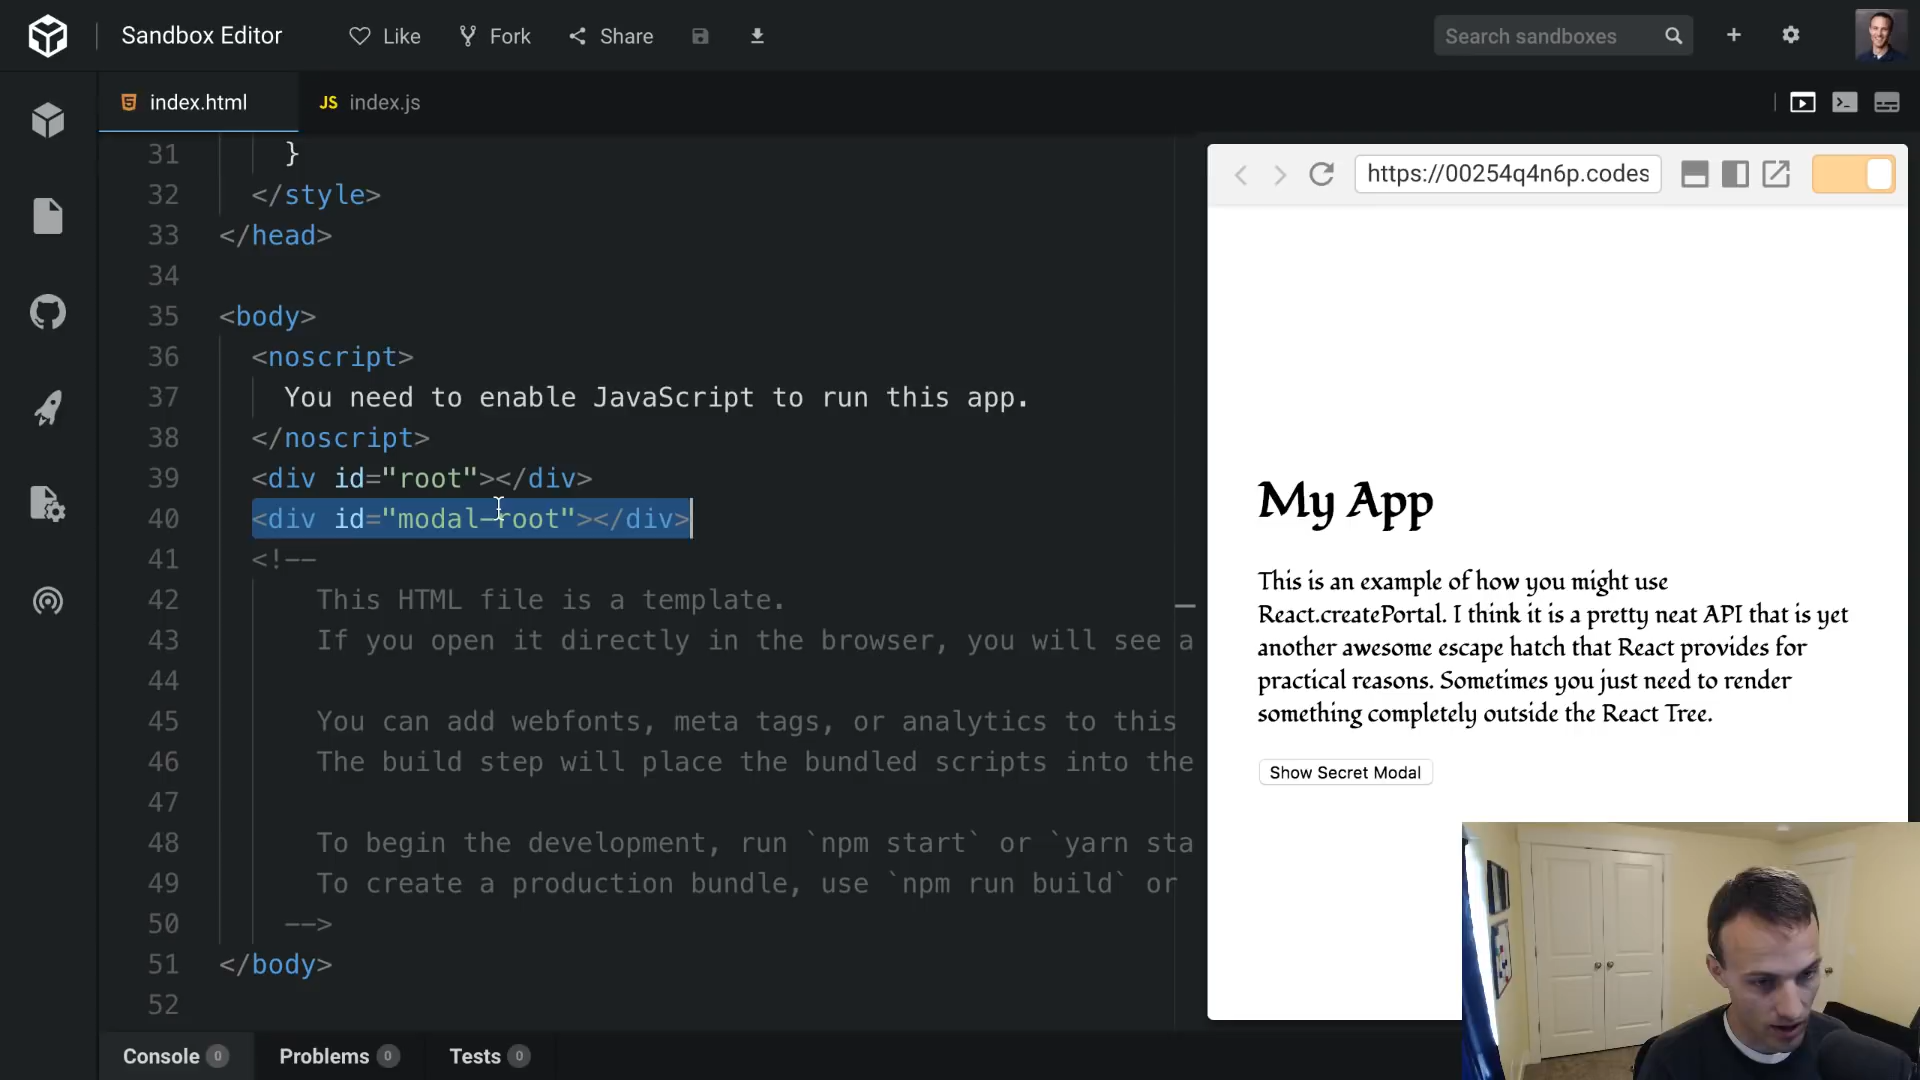 Sandbox Editor
Like
Fork
Share
Search sandboxes
index.html
JS index.js
31 }
32 </style>
33 </head>
34
35 <body>
36 <noscript>
37 You need to enable JavaScript to run this app.
38 </noscript>
39 <div id="root"></div>
40 <div id="modal-root"></div>
41 <!--
42 This HTML file is a template.
43 If you open it directly in the browser, you will see a
44
45 You can add webfonts, meta tags, or analytics to this
46 The build step will place the bundled scripts into the
47
48 To begin the development, run `npm start` or `yarn sta
49 To create a production bundle, use `npm run build` or
50 -->
51 </body>
52
https://00254q4n6p.codes
My App
This is an example of how you might use
React.createPortal. I think it is a pretty neat API that is yet
another awesome escape hatch that React provides for
practical reasons. Sometimes you just need to render
something completely outside the React Tree.
Show Secret Modal
Console 0
Problems 0
Tests 0